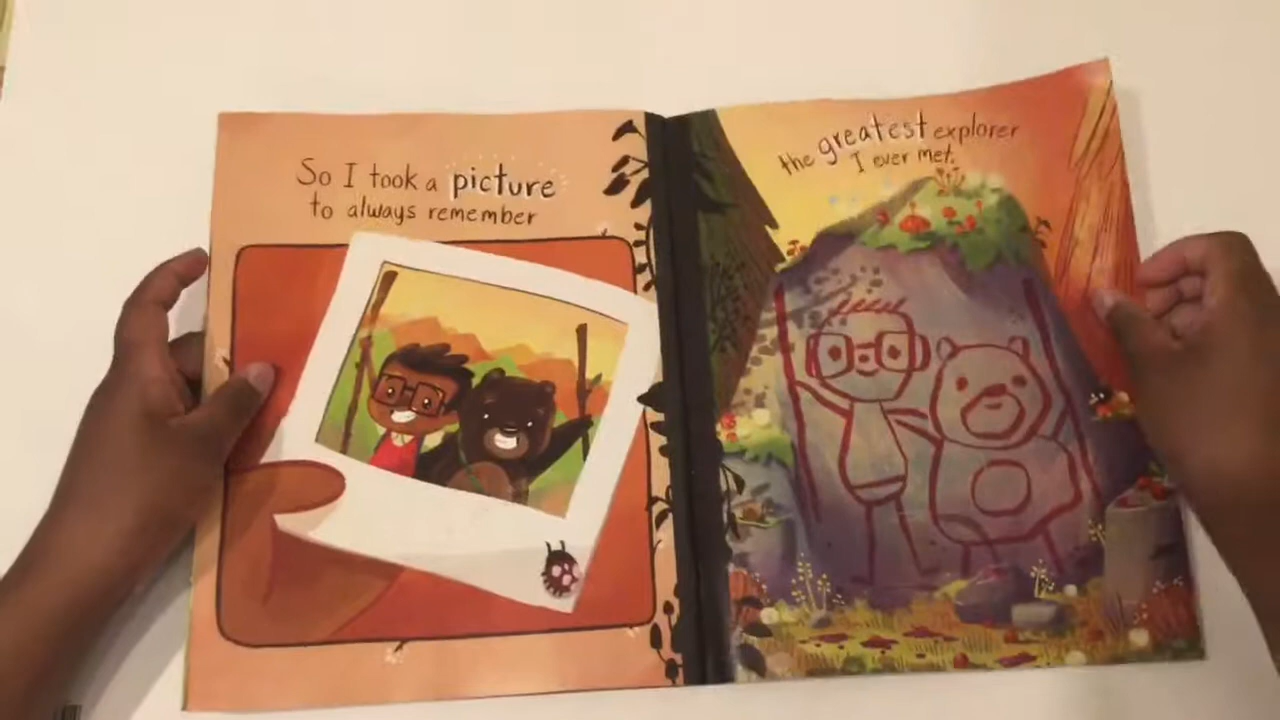 So I took a picture
to always remember
the greatest explorer
I ever met.